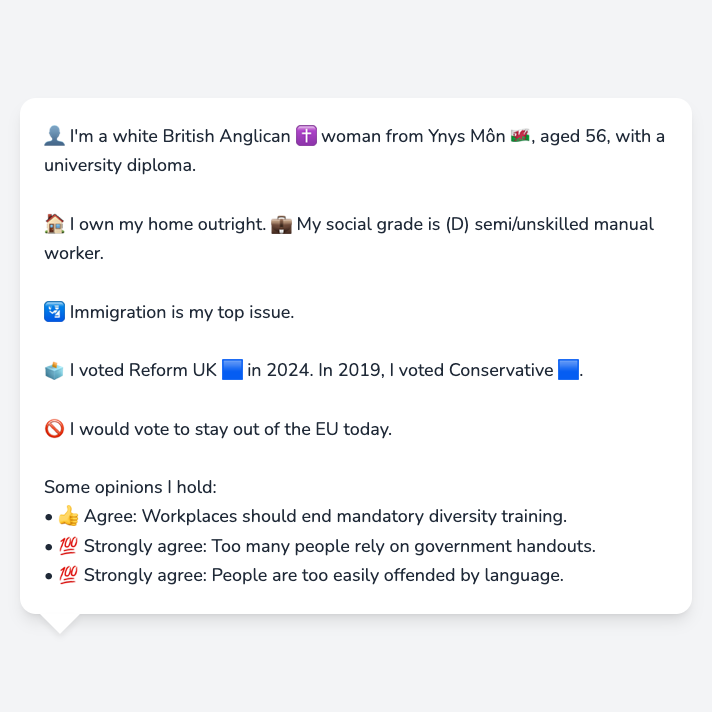 👤 I'm a white British Anglican ✝️ woman from Ynys Môn 🏴󠁧󠁢󠁷󠁬󠁳󠁿, aged 56, with a
university diploma.
🏠 I own my home outright. 💼 My social grade is (D) semi/unskilled manual
worker.
🛂 Immigration is my top issue.
🗳️ I voted Reform UK 🟦 in 2024. In 2019, I voted Conservative 🟦.
🚫 I would vote to stay out of the EU today.
Some opinions I hold:
• 👍 Agree: Workplaces should end mandatory diversity training.
• 💯 Strongly agree: Too many people rely on government handouts.
• 💯 Strongly agree: People are too easily offended by language.